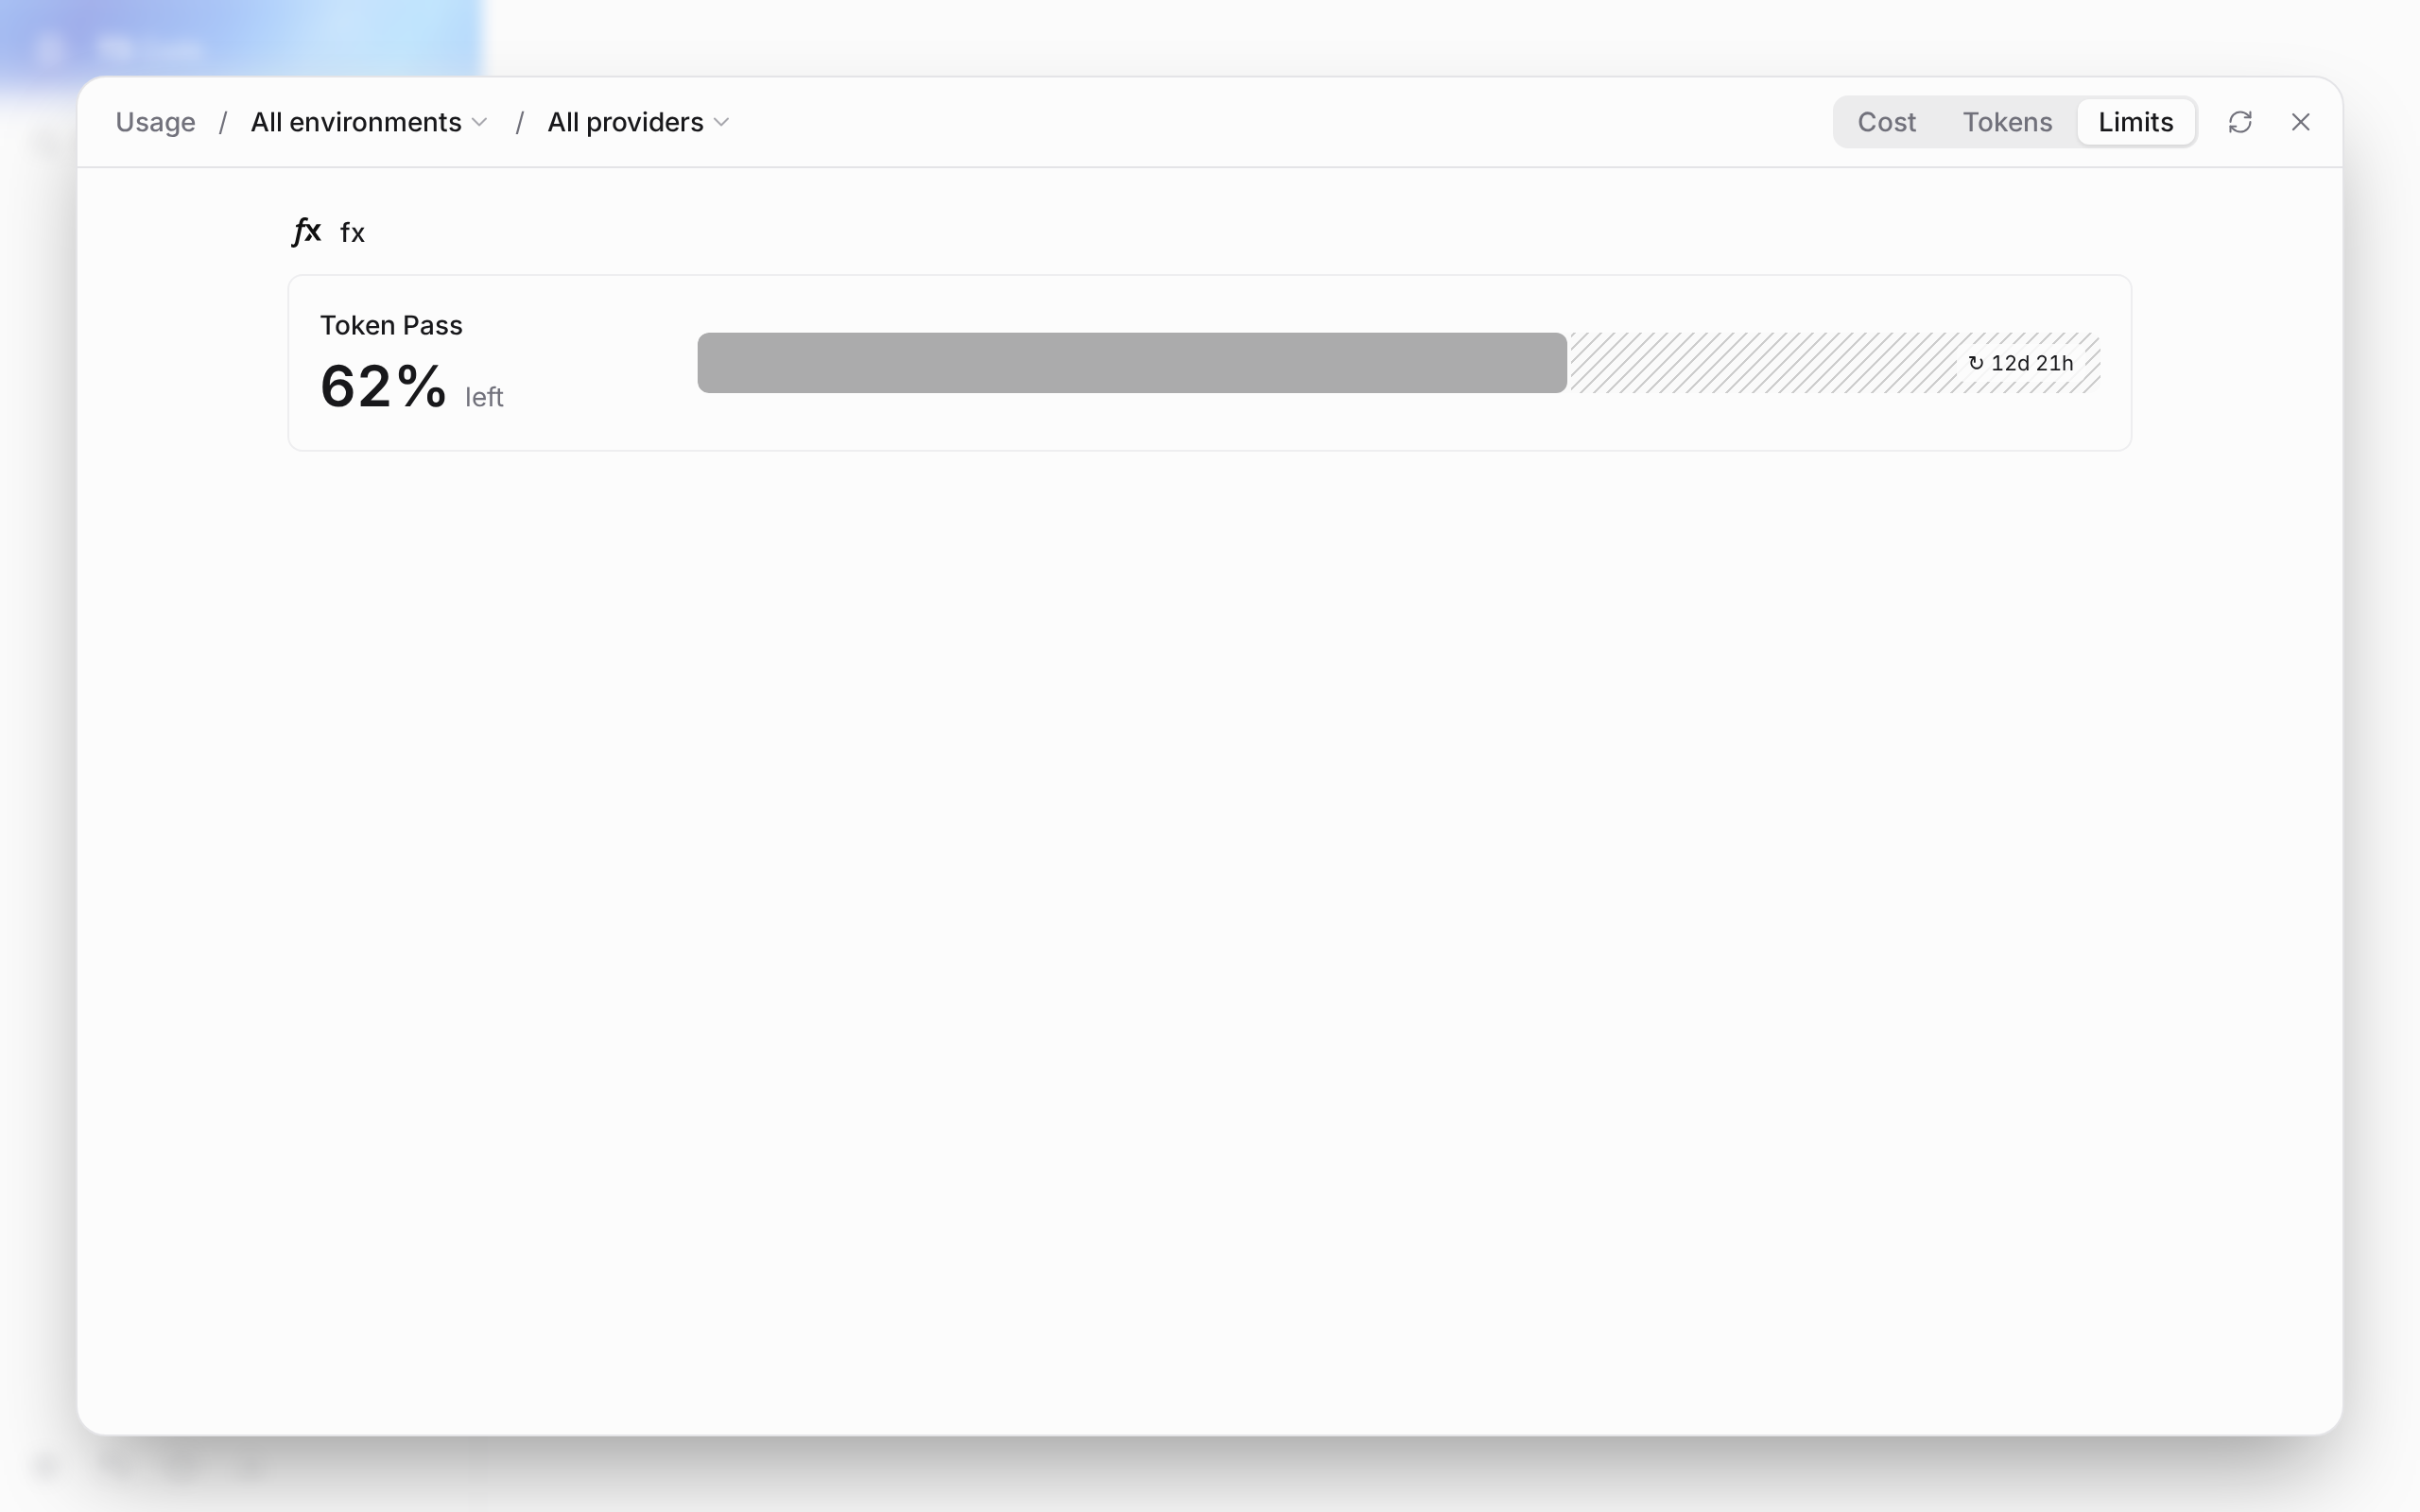 Usage / All environments / All providers
Cost Tokens Limits
fx fx
Token Pass
62% left
↻ 12d 21h